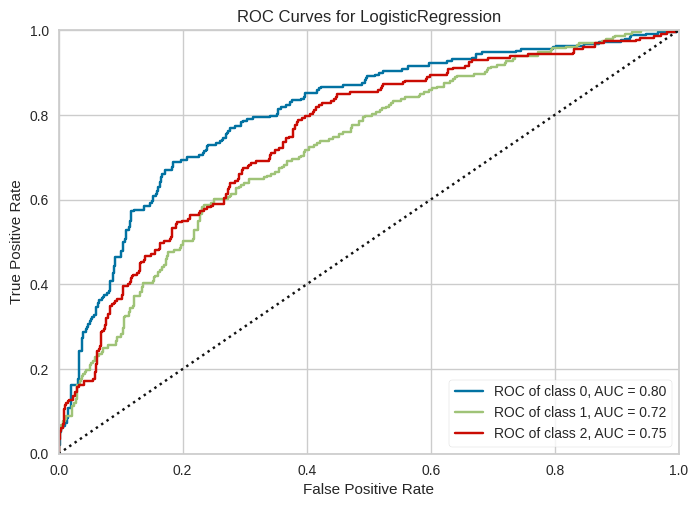 ROC Curves for LogisticRegression
True Positive Rate
1.0
0.8
0.6
0.4
0.2
0.0
ROC of class 0, AUC = 0.80
ROC of class 1, AUC = 0.72
ROC of class 2, AUC = 0.75
0.0 0.2 0.4 0.6 0.8 1.0
False Positive Rate